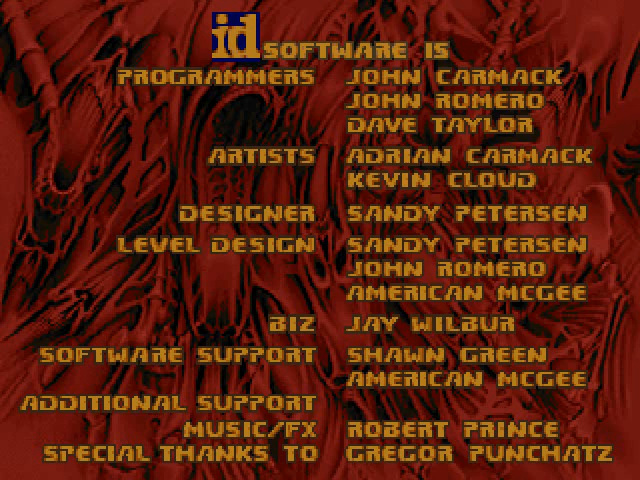 id SOFTWARE IS
PROGRAMMERS JOHN CARMACK
JOHN ROMERO
DAVE TAYLOR
ARTISTS ADRIAN CARMACK
KEVIN CLOUD
DESIGNER SANDY PETERSEN
LEVEL DESIGN SANDY PETERSEN
JOHN ROMERO
AMERICAN MCGEE
BIZ JAY WILBUR
SOFTWARE SUPPORT SHAWN GREEN
AMERICAN MCGEE
ADDITIONAL SUPPORT
MUSIC/FX ROBERT PRINCE
SPECIAL THANKS TO GREGOR PUNCHATZ